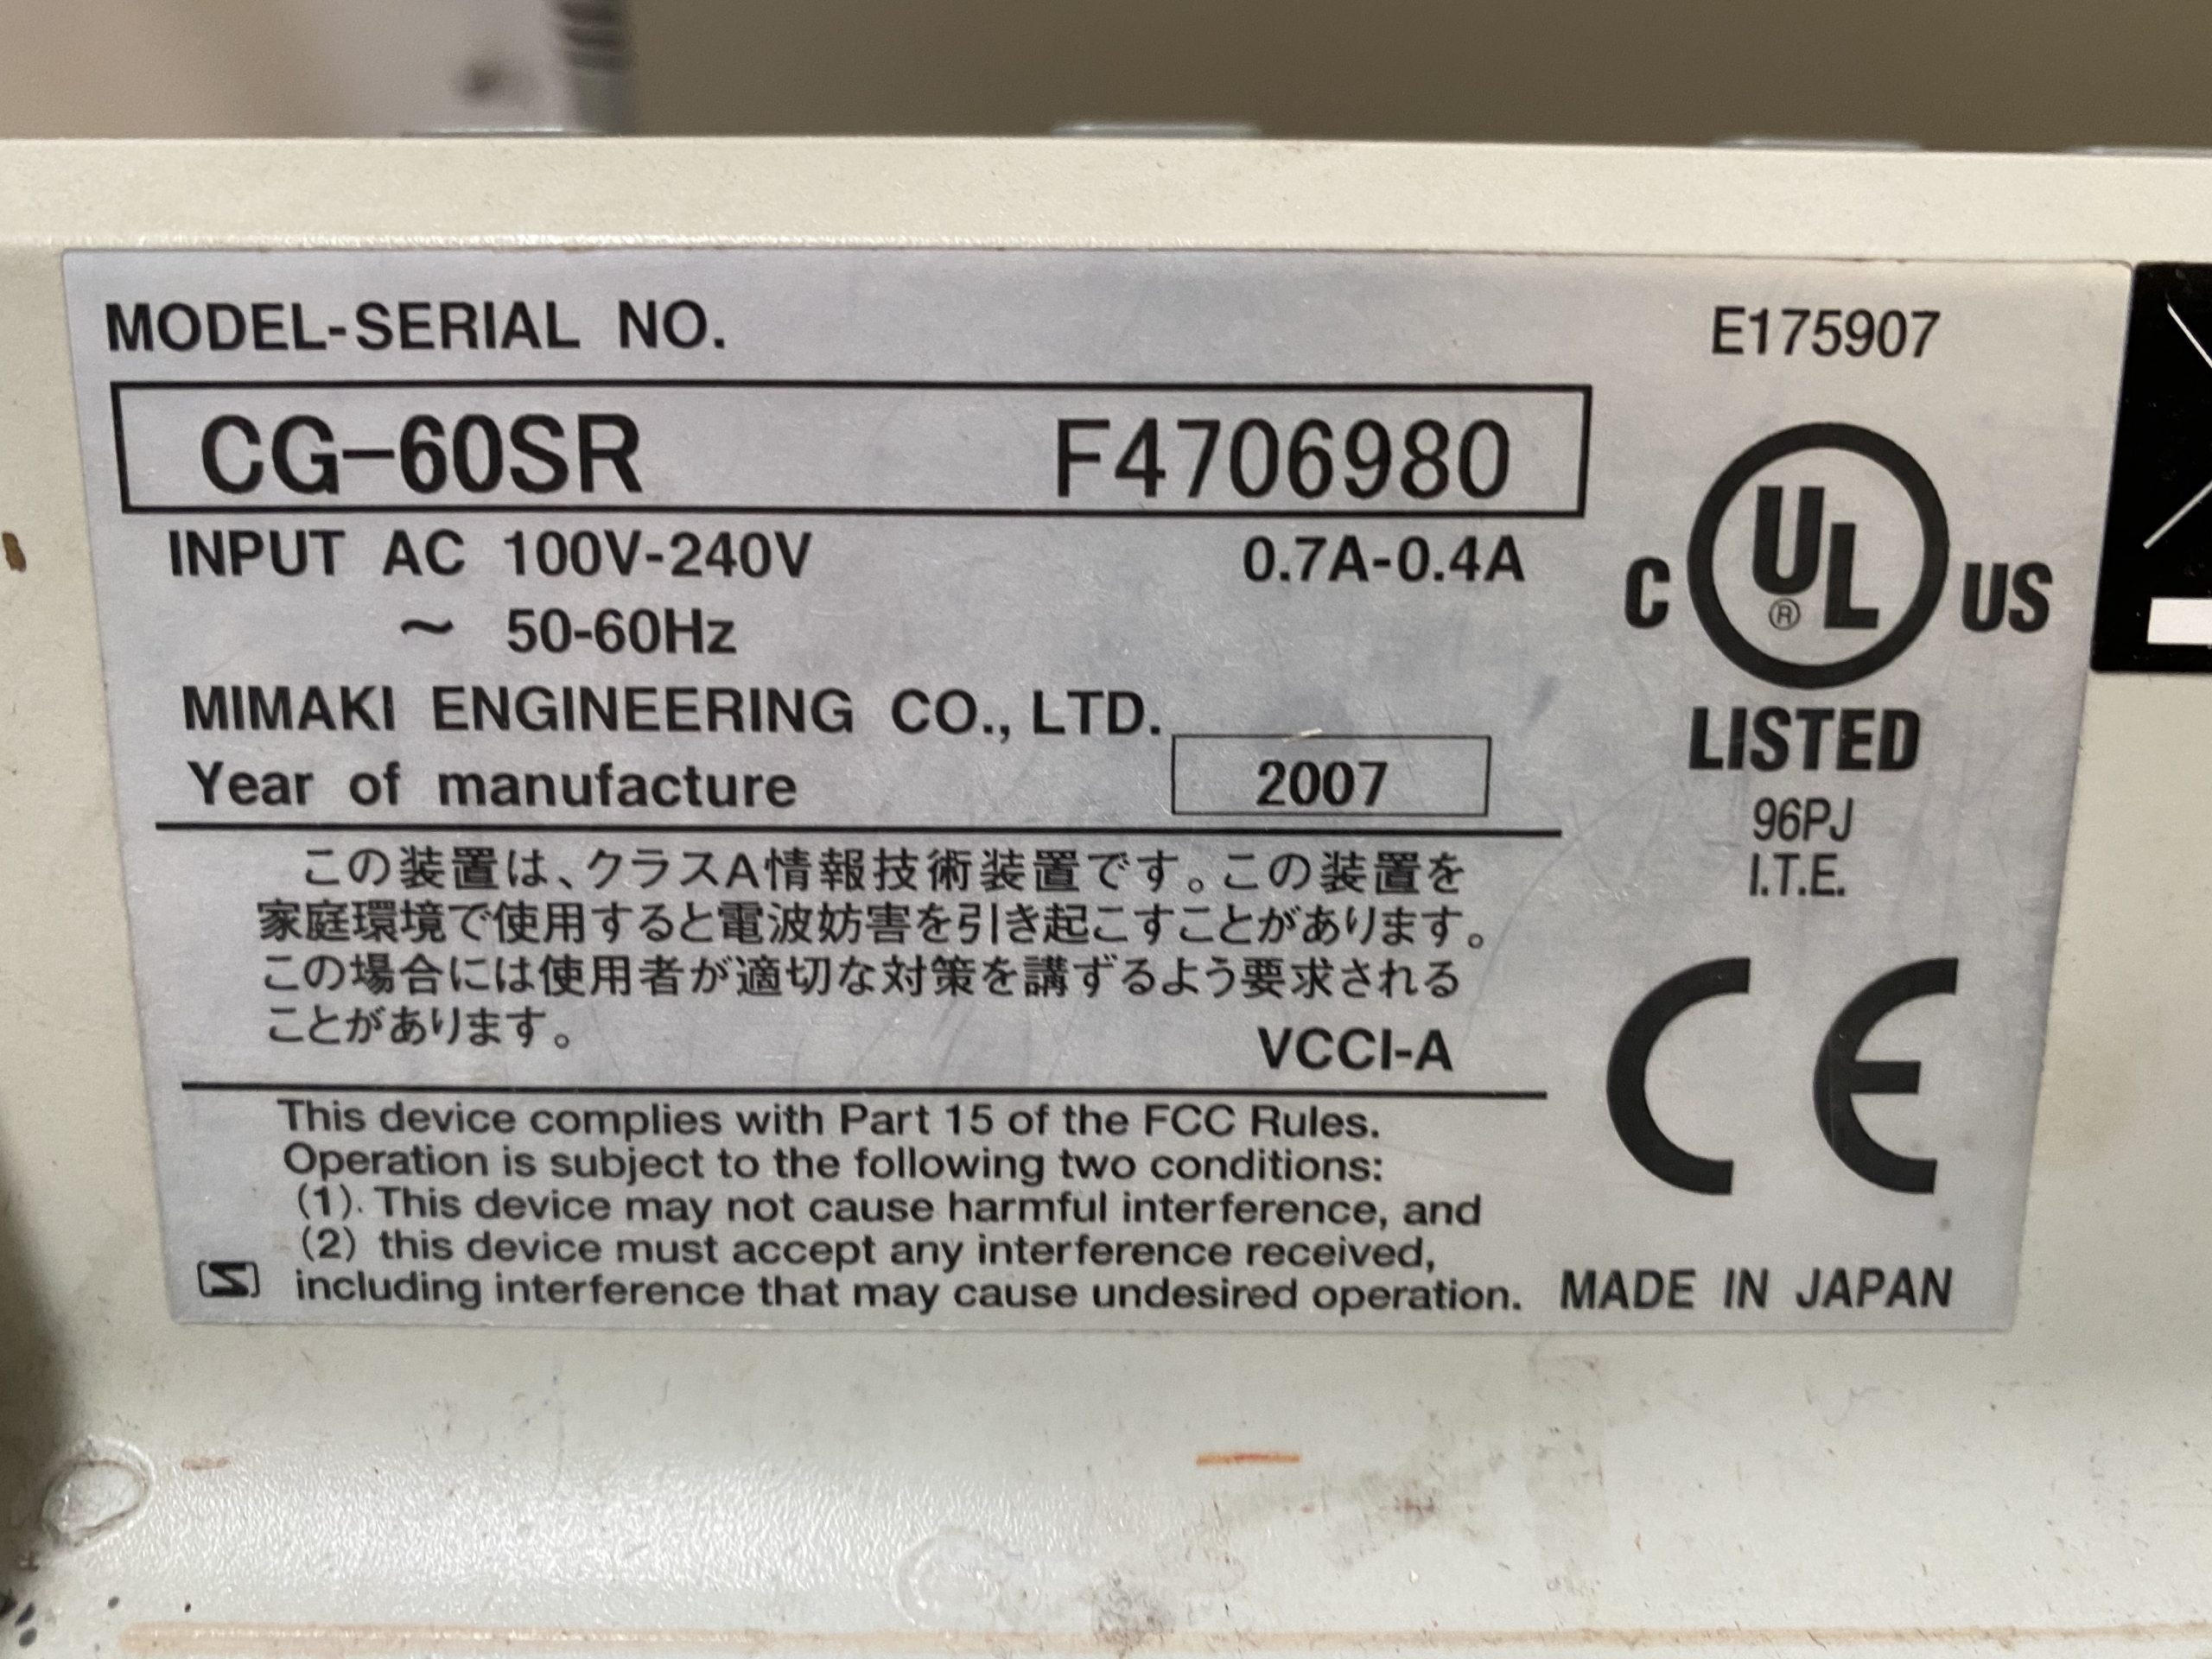 MODEL-SERIAL NO.
CG-60SR F4706980
INPUT AC 100V-240V 0.7A-0.4A
~ 50-60Hz
MIMAKI ENGINEERING CO., LTD.
Year of manufacture 2007
この装置は、クラスA情報技術装置です。この装置を
家庭環境で使用すると電波妨害を引き起こすことがあります。
この場合には使用者が適切な対策を講ずるよう要求される
ことがあります。
VCCI-A
This device complies with Part 15 of the FCC Rules.
Operation is subject to the following two conditions:
(1). This device may not cause harmful interference, and
(2) this device must accept any interference received,
including interference that may cause undesired operation.
E175907
C UL® US
LISTED
96PJ
I.T.E.
CE
MADE IN JAPAN